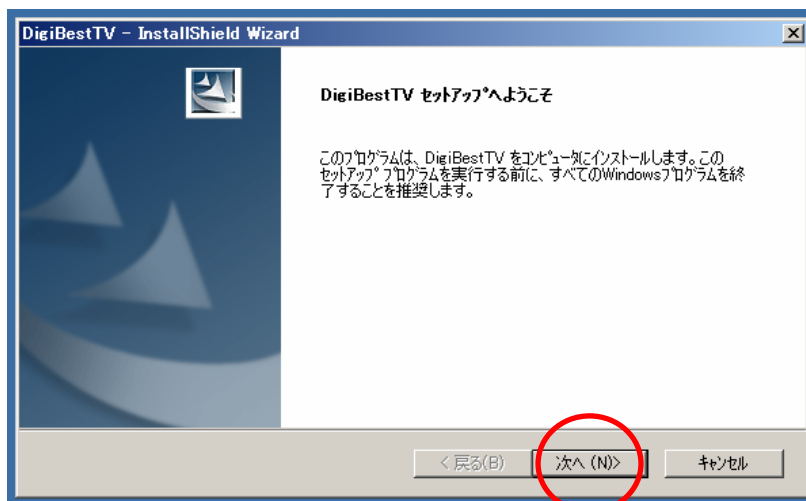 DigiBestTV - InstallShield Wizard
DigiBestTV ｾｯﾄｱｯﾌﾟへようこそ
このﾌﾟﾛｸﾞﾗﾑは、DigiBestTV をｺﾝﾋﾟｭｰﾀにｲﾝｽﾄｰﾙします。この
ｾｯﾄｱｯﾌﾟ ﾌﾟﾛｸﾞﾗﾑを実行する前に、すべてのWindowsﾌﾟﾛｸﾞﾗﾑを終
了することを推奨します。
< 戻る(B) 次へ (N)> ｷｬﾝｾﾙ